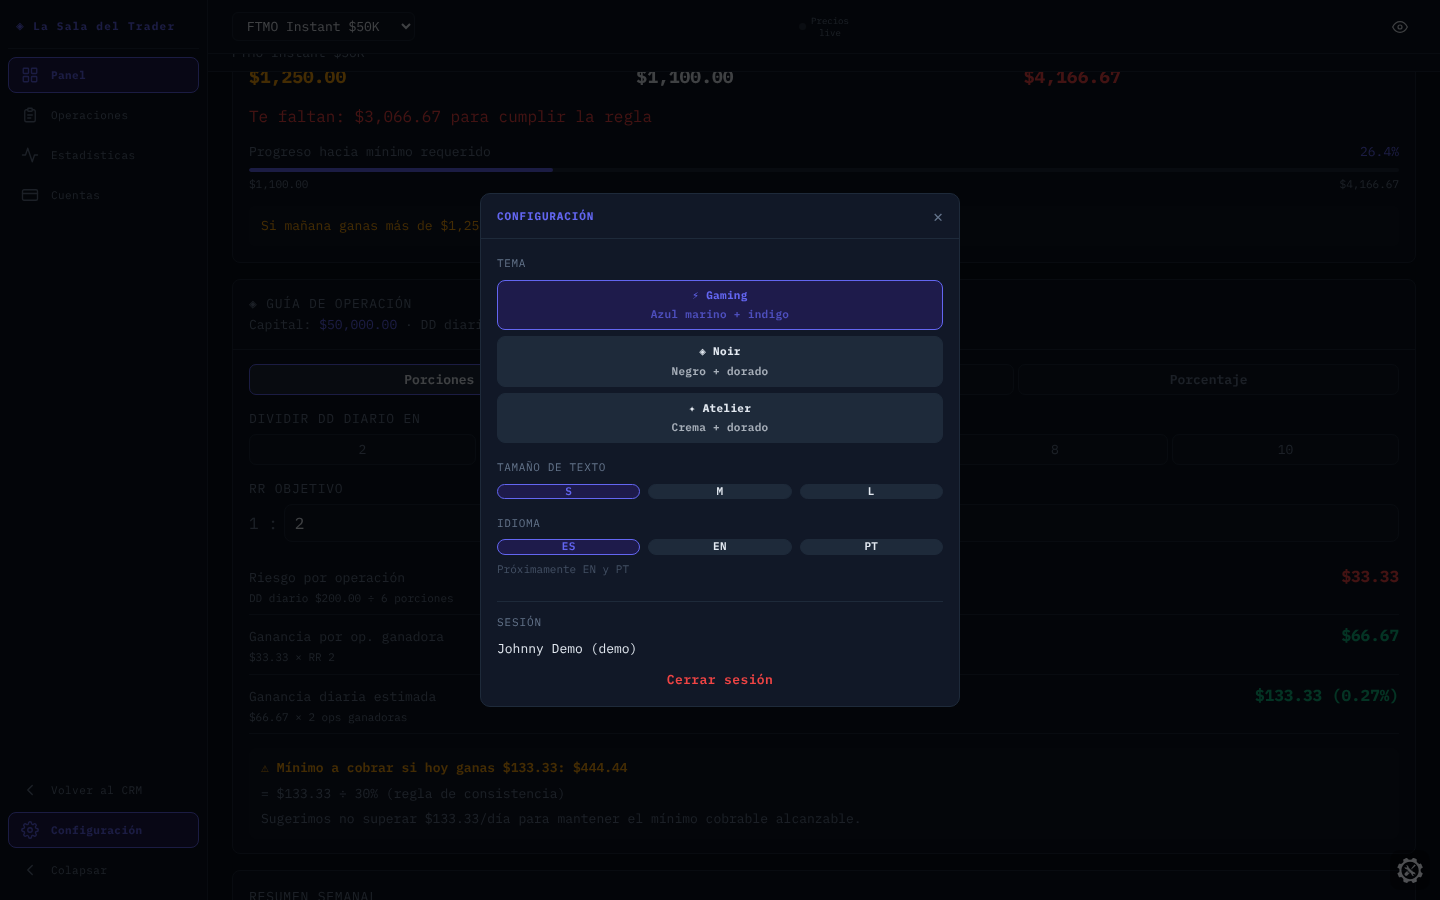 ◈ La Sala del Trader
Panel
Operaciones
Estadísticas
Cuentas
Volver al CRM
Configuración
Colapsar
FTMO Instant $50K
Precios
live
FTMO Instant $50K
$1,250.00
$1,100.00
$4,166.67
Te faltan: $3,066.67 para cumplir la regla
Progreso hacia mínimo requerido
26.4%
$1,100.00
$4,166.67
Si mañana ganas más de $1,25
◈ GUÍA DE OPERACIÓN
Capital: $50,000.00 · DD diari
Porciones
Porcentaje
DIVIDIR DD DIARIO EN
2
8
10
RR OBJETIVO
1 : 2
Riesgo por operación
$33.33
DD diario $200.00 ÷ 6 porciones
Ganancia por op. ganadora
$66.67
$33.33 × RR 2
Ganancia diaria estimada
$133.33 (0.27%)
$66.67 × 2 ops ganadoras
⚠ Mínimo a cobrar si hoy ganas $133.33: $444.44
= $133.33 ÷ 30% (regla de consistencia)
Sugerimos no superar $133.33/día para mantener el mínimo cobrable alcanzable.
RESUMEN SEMANAL
CONFIGURACIÓN
×
TEMA
⚡ Gaming
Azul marino + indigo
◈ Noir
Negro + dorado
✦ Atelier
Crema + dorado
TAMAÑO DE TEXTO
S
M
L
IDIOMA
ES
EN
PT
Próximamente EN y PT
SESIÓN
Johnny Demo (demo)
Cerrar sesión